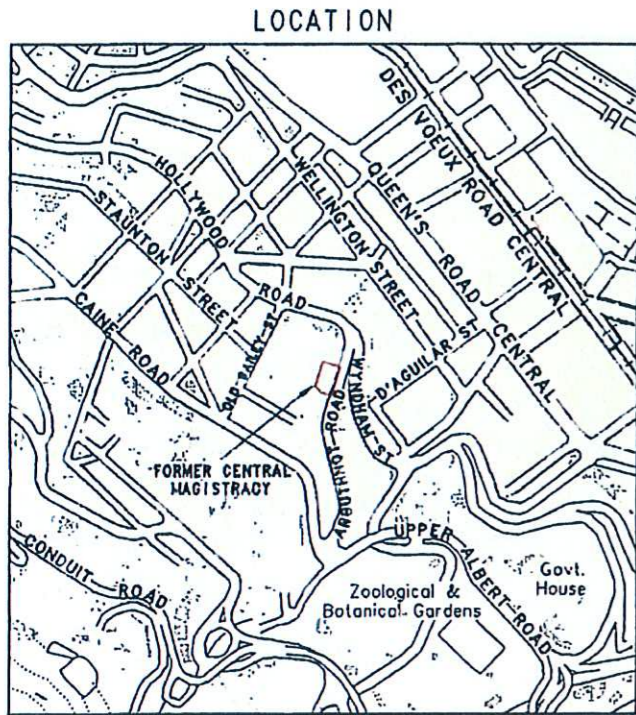 LOCATION
DES VOEUX ROAD CENTRAL
QUEEN'S ROAD CENTRAL
WELLINGTON STREET
HOLLYWOOD ROAD
STAUNTON STREET
CAINE ROAD
OLD BAILEY ST
D'AGUILAR ST
WYNDHAM ST
ARBUTHNOT ROAD
FORMER CENTRAL
MAGISTRACY
UPPER ALBERT ROAD
CONDUIT ROAD
Zoological &
Botanical Gardens
Govt.
House